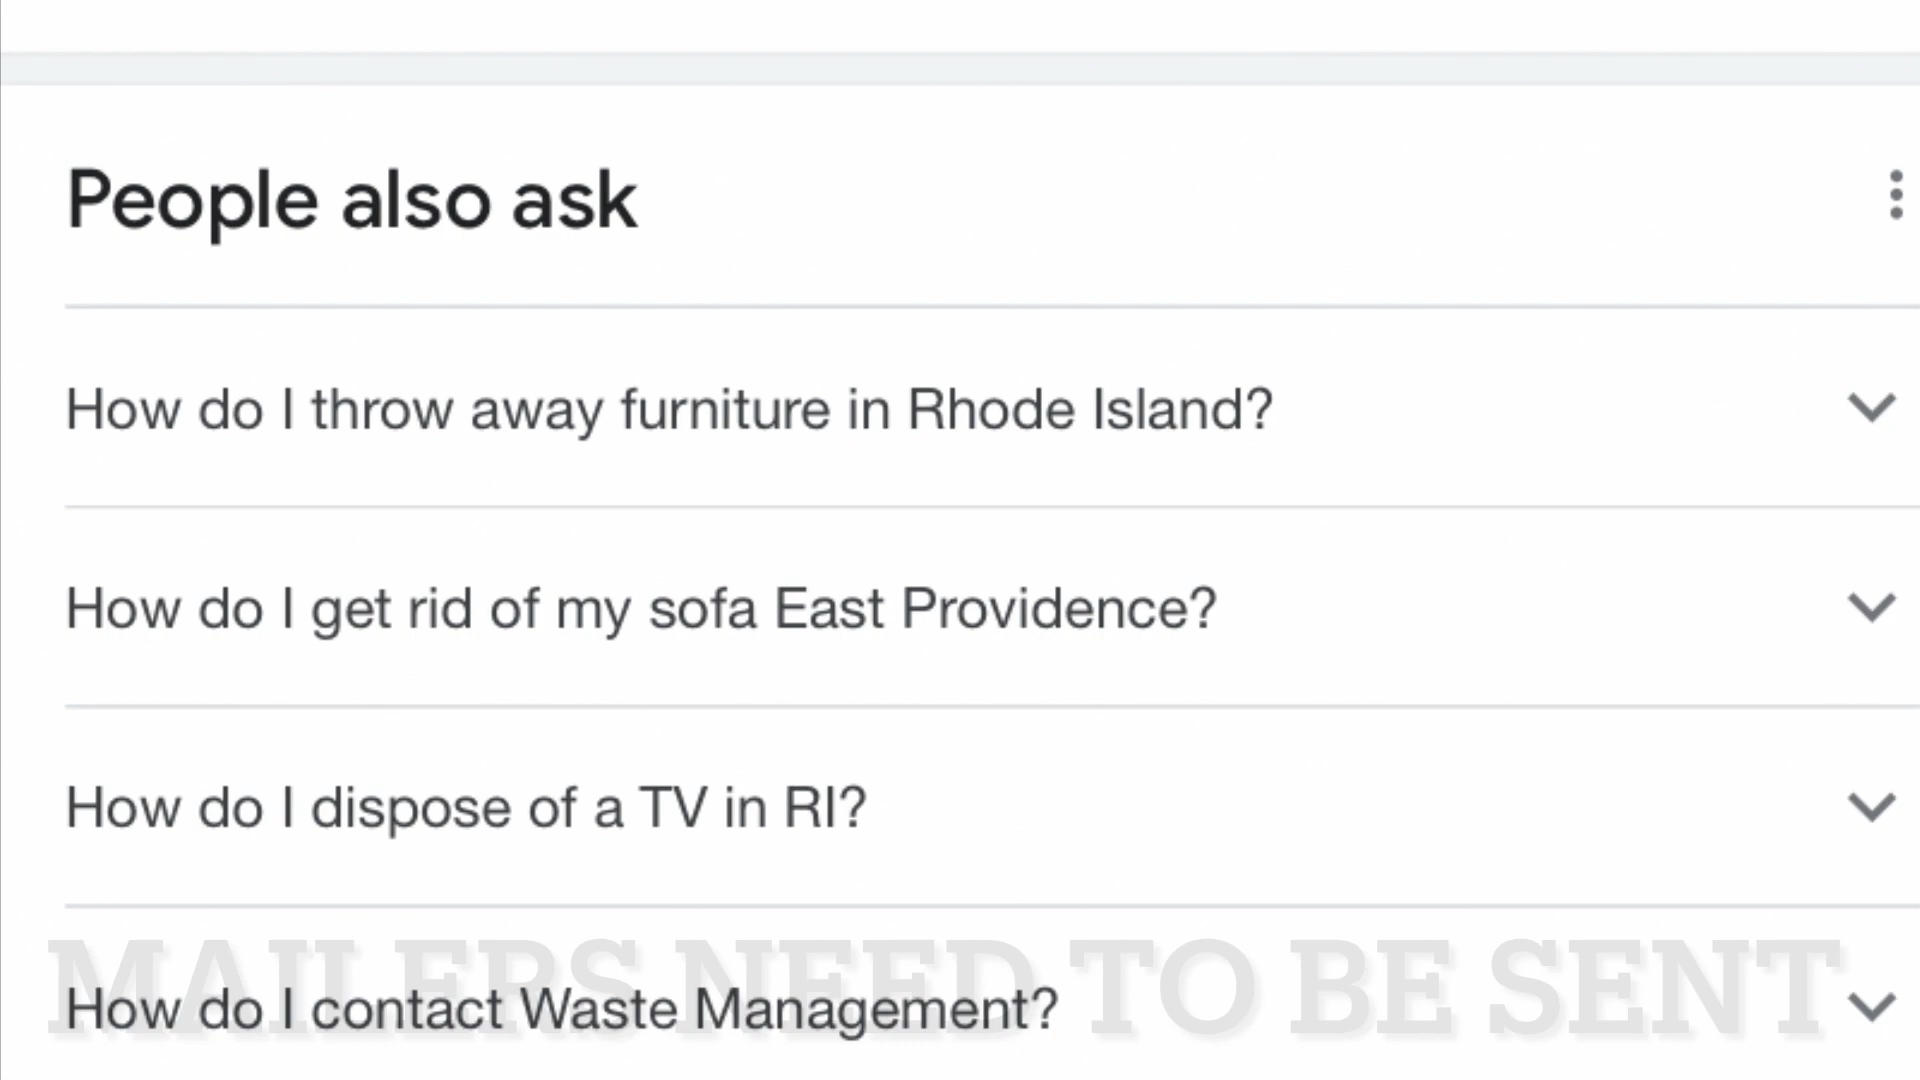 People also ask
How do I throw away furniture in Rhode Island?
How do I get rid of my sofa East Providence?
How do I dispose of a TV in RI?
MAILERS NEED TO BE SENT
How do I contact Waste Management?